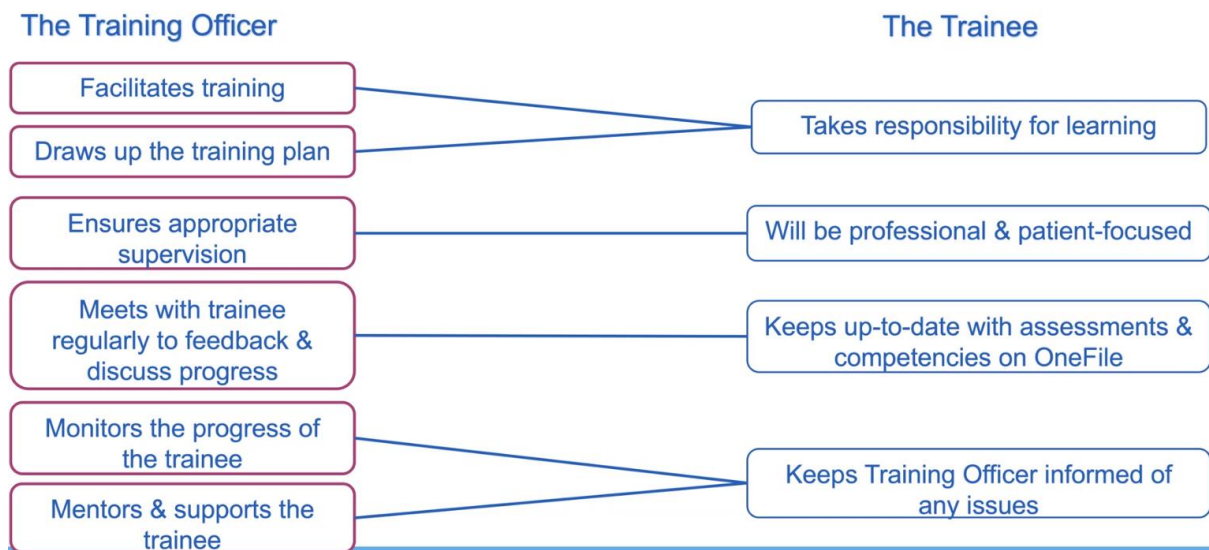 The Training Officer
The Trainee
Facilitates training
Draws up the training plan
Takes responsibility for learning
Ensures appropriate
supervision
Will be professional & patient-focused
Meets with trainee
regularly to feedback &
discuss progress
Keeps up-to-date with assessments &
competencies on OneFile
Monitors the progress of
the trainee
Mentors & supports the
trainee
Keeps Training Officer informed of
any issues